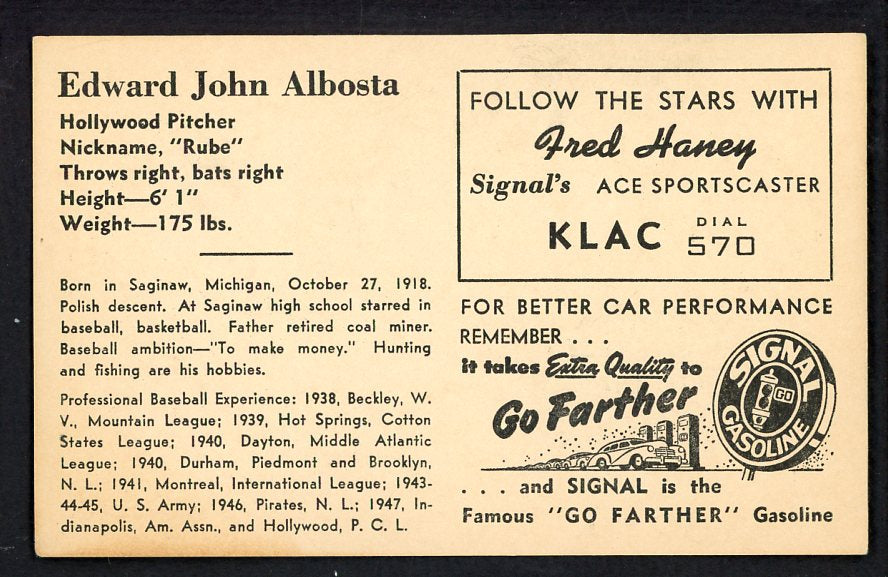 Edward John Albosta
Hollywood Pitcher
Nickname, "Rube"
Throws right, bats right
Height—6' 1"
Weight—175 lbs.
Born in Saginaw, Michigan, October 27, 1918.
Polish descent. At Saginaw high school starred in
baseball, basketball. Father retired coal miner.
Baseball ambition—"To make money." Hunting
and fishing are his hobbies.
Professional Baseball Experience: 1938, Beckley, W.
V., Mountain League; 1939, Hot Springs, Cotton
States League; 1940, Dayton, Middle Atlantic
League; 1940, Durham, Piedmont and Brooklyn,
N. L.; 1941, Montreal, International League; 1943-
44-45, U. S. Army; 1946, Pirates, N. L.; 1947, In-
dianapolis, Am. Assn., and Hollywood, P. C. L.
FOLLOW THE STARS WITH
Fred Haney
Signal's ACE SPORTSCASTER
KLAC DIAL 570
FOR BETTER CAR PERFORMANCE
REMEMBER . . .
it takes Extra Quality to
Go Farther
SIGNAL
GO
GASOLINE
. . . and SIGNAL is the
Famous "GO FARTHER" Gasoline